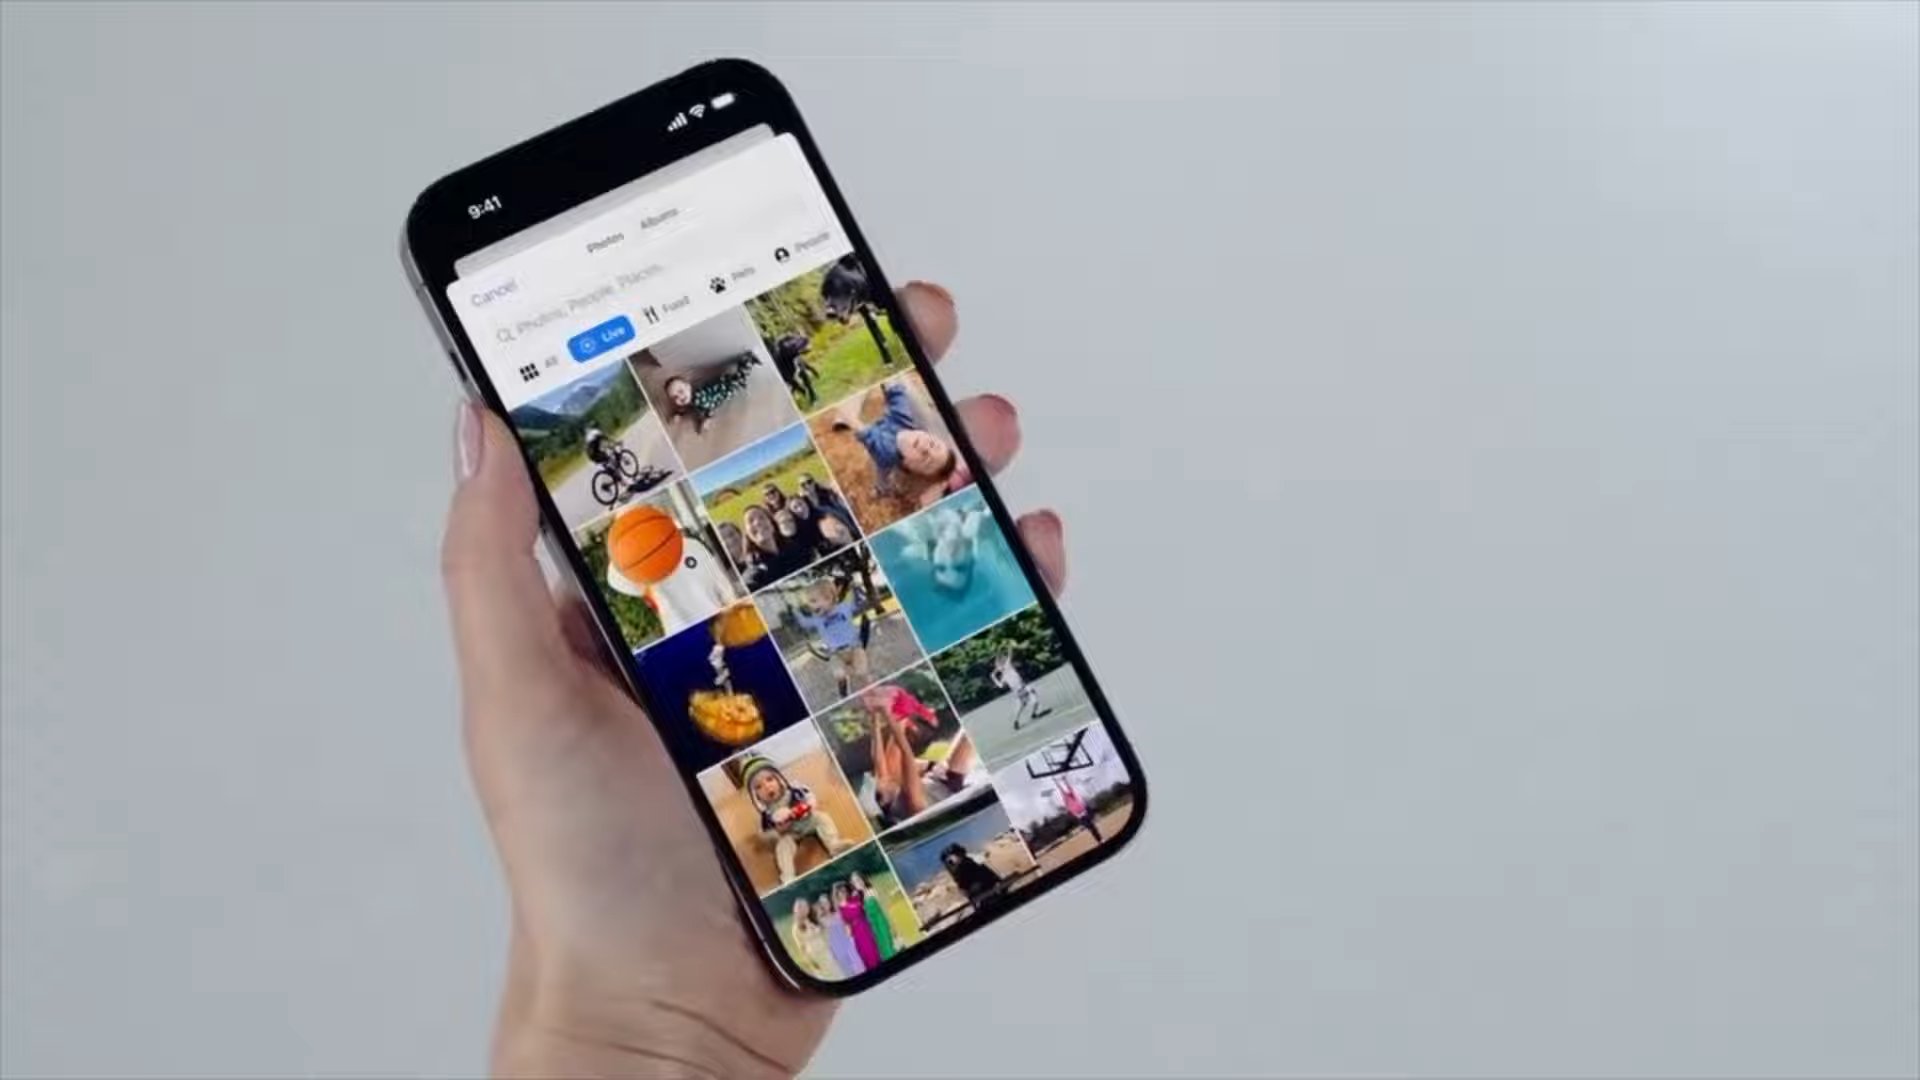 9:41
Photos Albums
Cancel
Photos, People, Places...
All Live Food Pets People